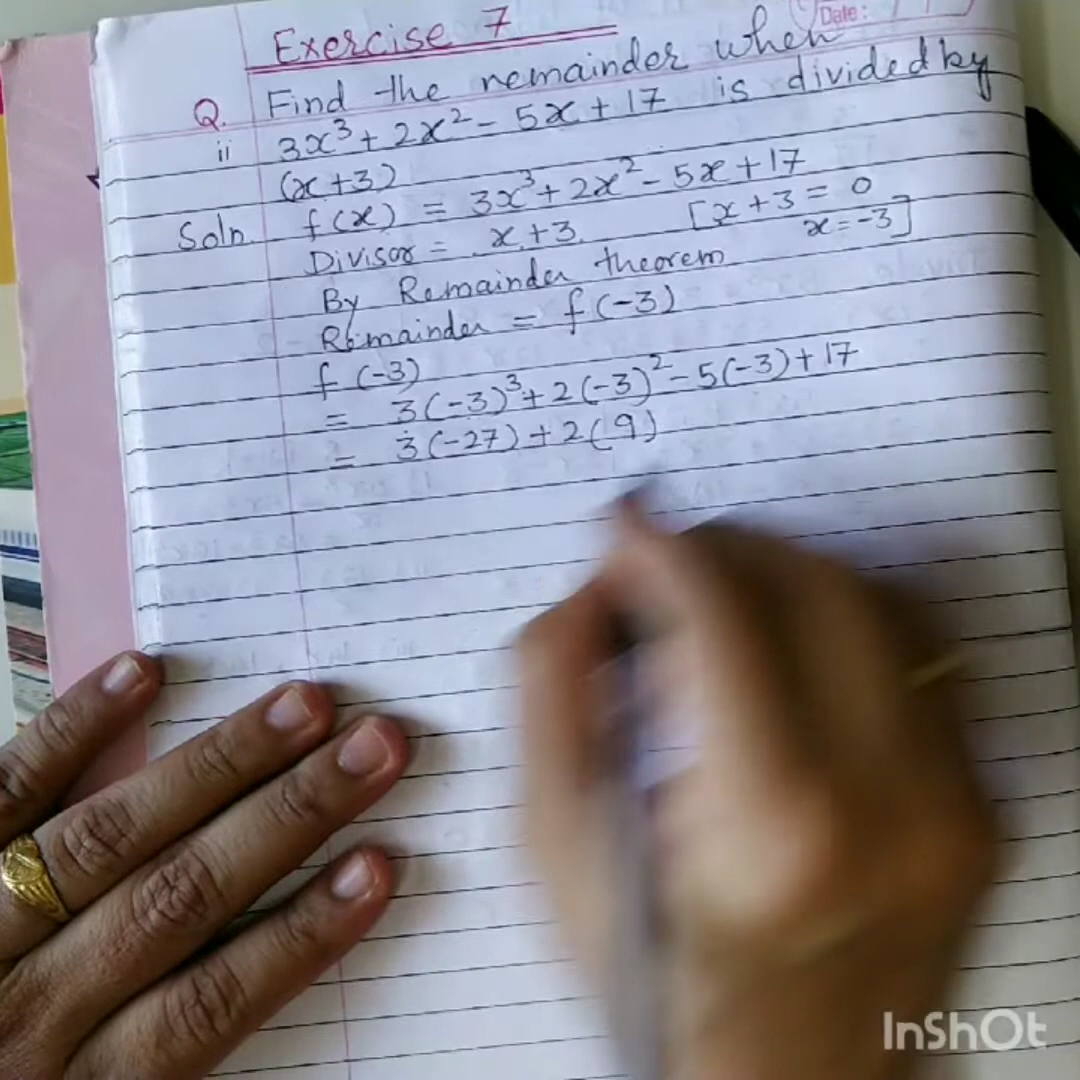 Date:
Exercise 7
Q. Find the remainder when
ii 3x³ + 2x² - 5x + 17 is divided by
(x + 3)
Soln. f(x) = 3x³ + 2x² - 5x + 17
Divisor = x + 3 [x + 3 = 0
x = -3]
By Remainder theorem
Remainder = f(-3)
f(-3)
= 3(-3)³ + 2(-3)² - 5(-3) + 17
= 3(-27) + 2(9)
InShOt